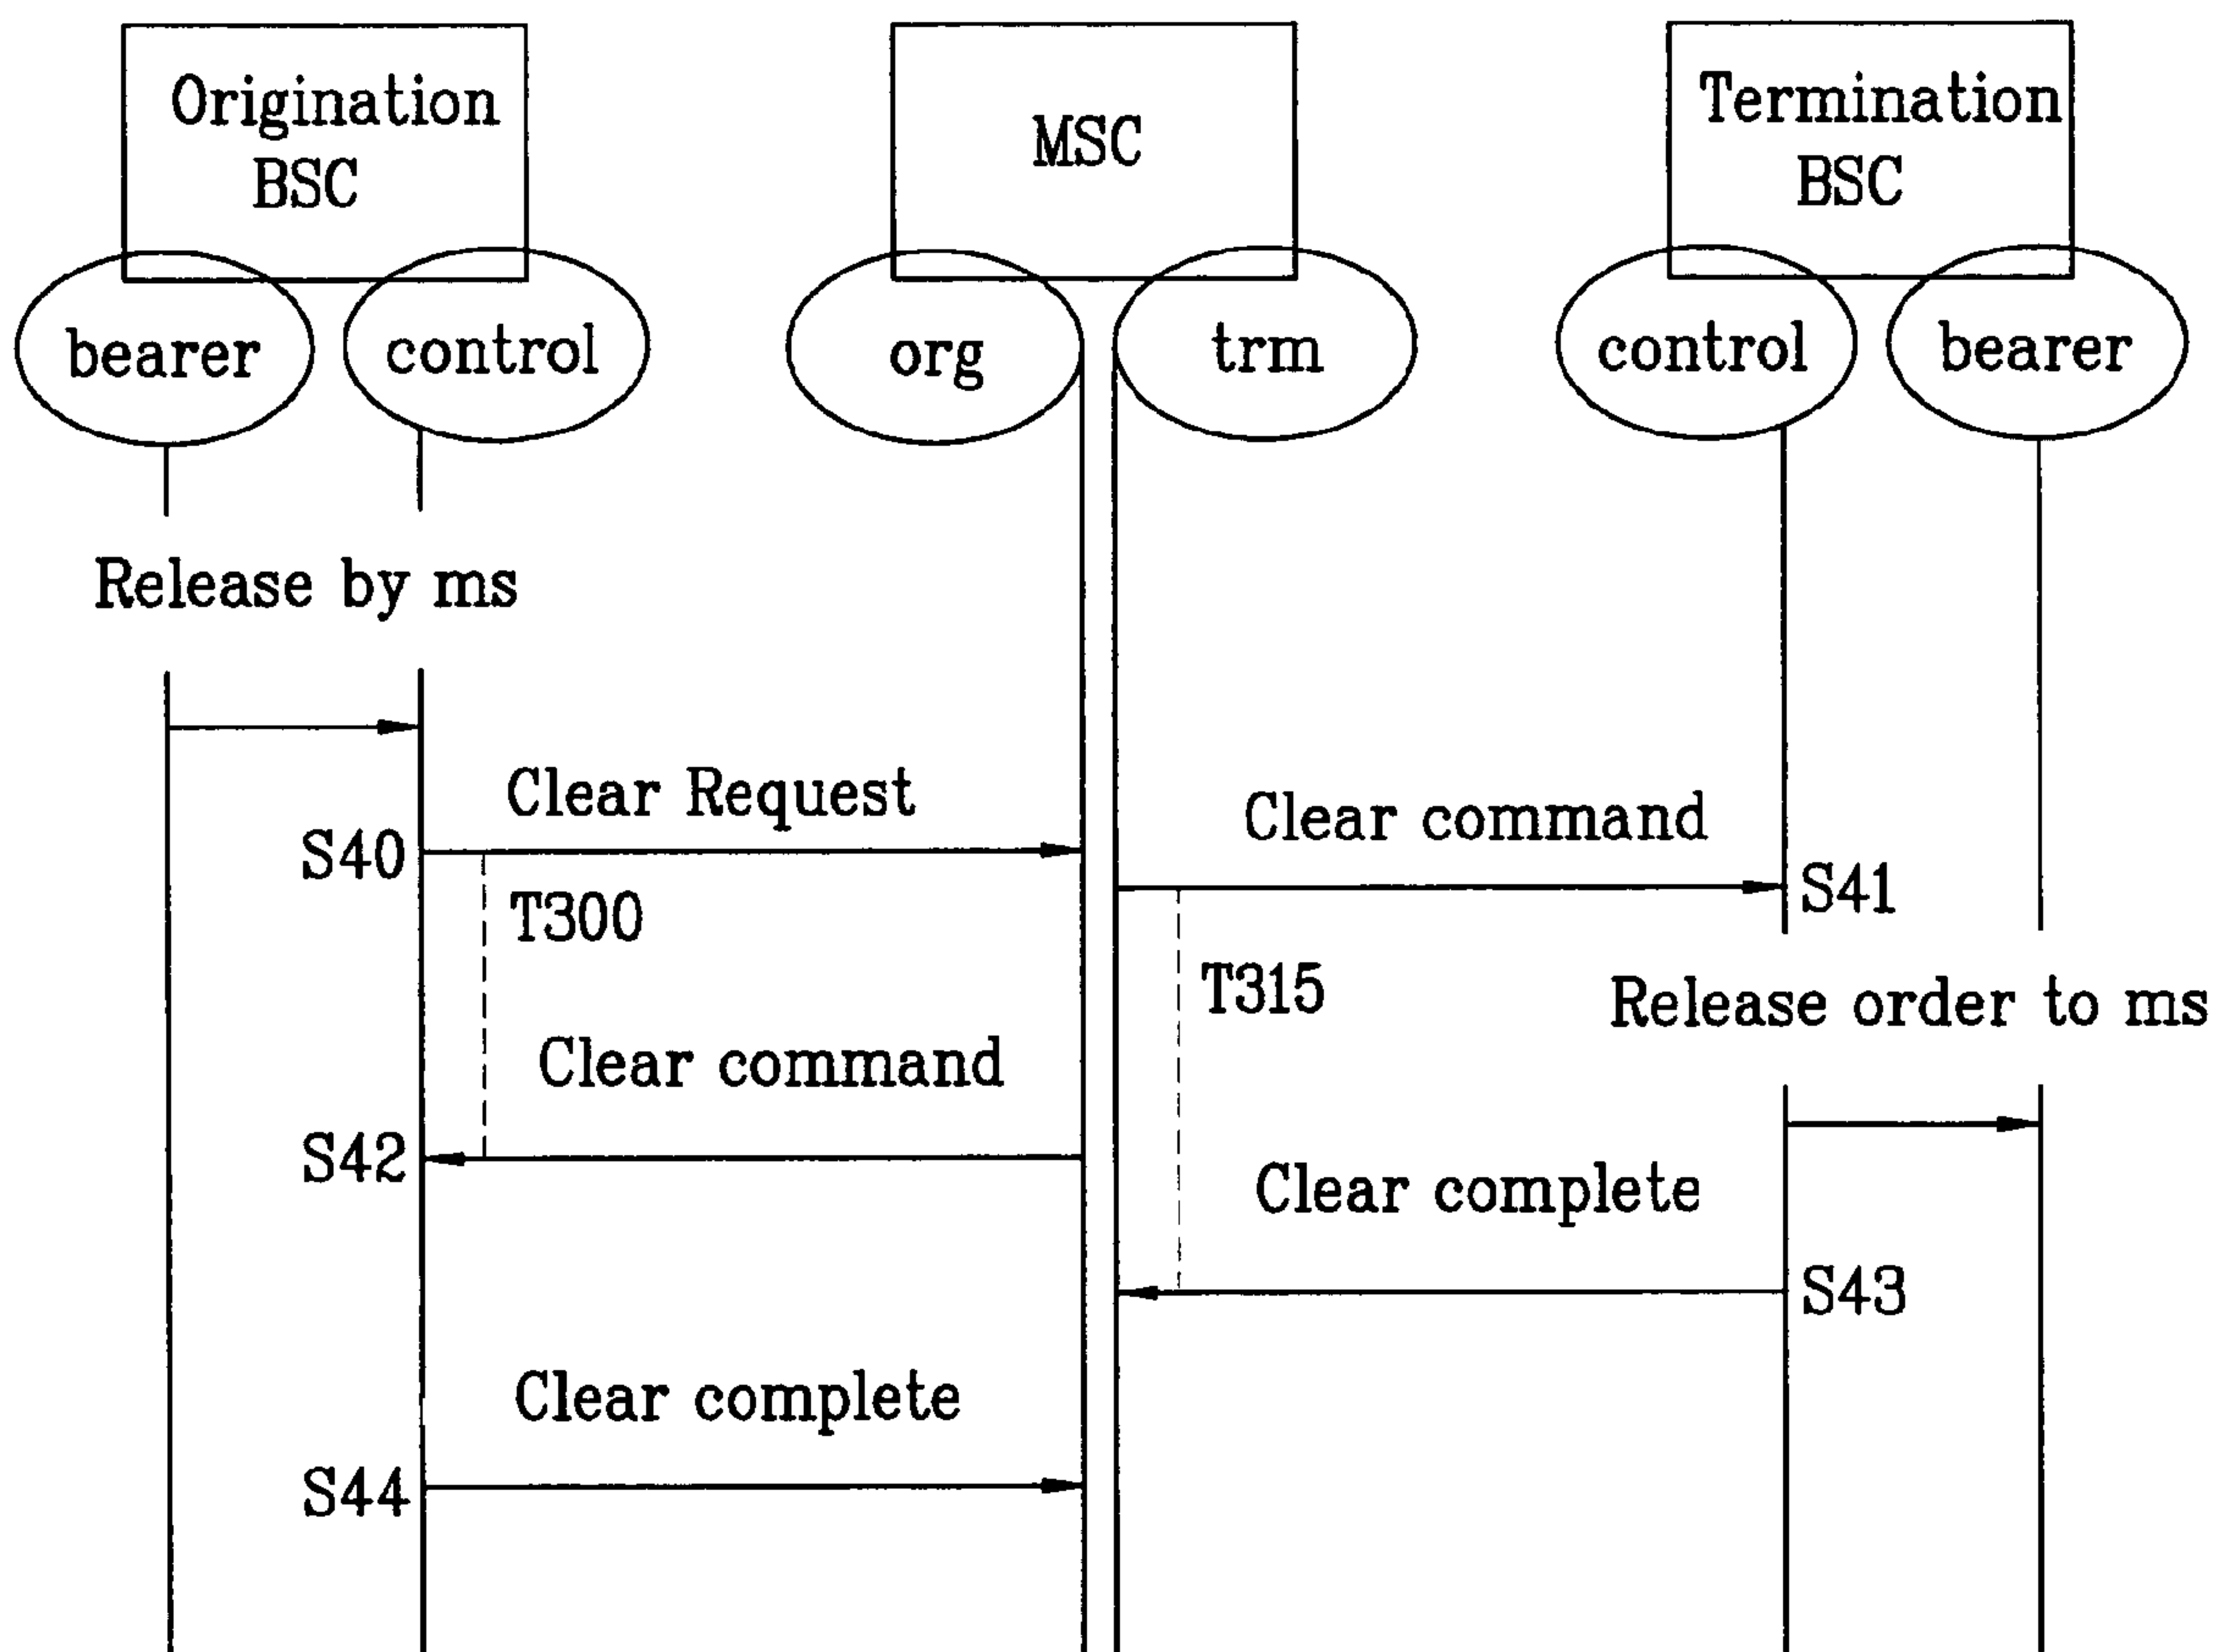 Origination
BSC
MSC
Termination
BSC
bearer
control
org
trm
control
bearer
Release by ms
Clear Request
Clear command
S40
S41
T300
T315
Release order to ms
Clear command
S42
Clear complete
S43
Clear complete
S44